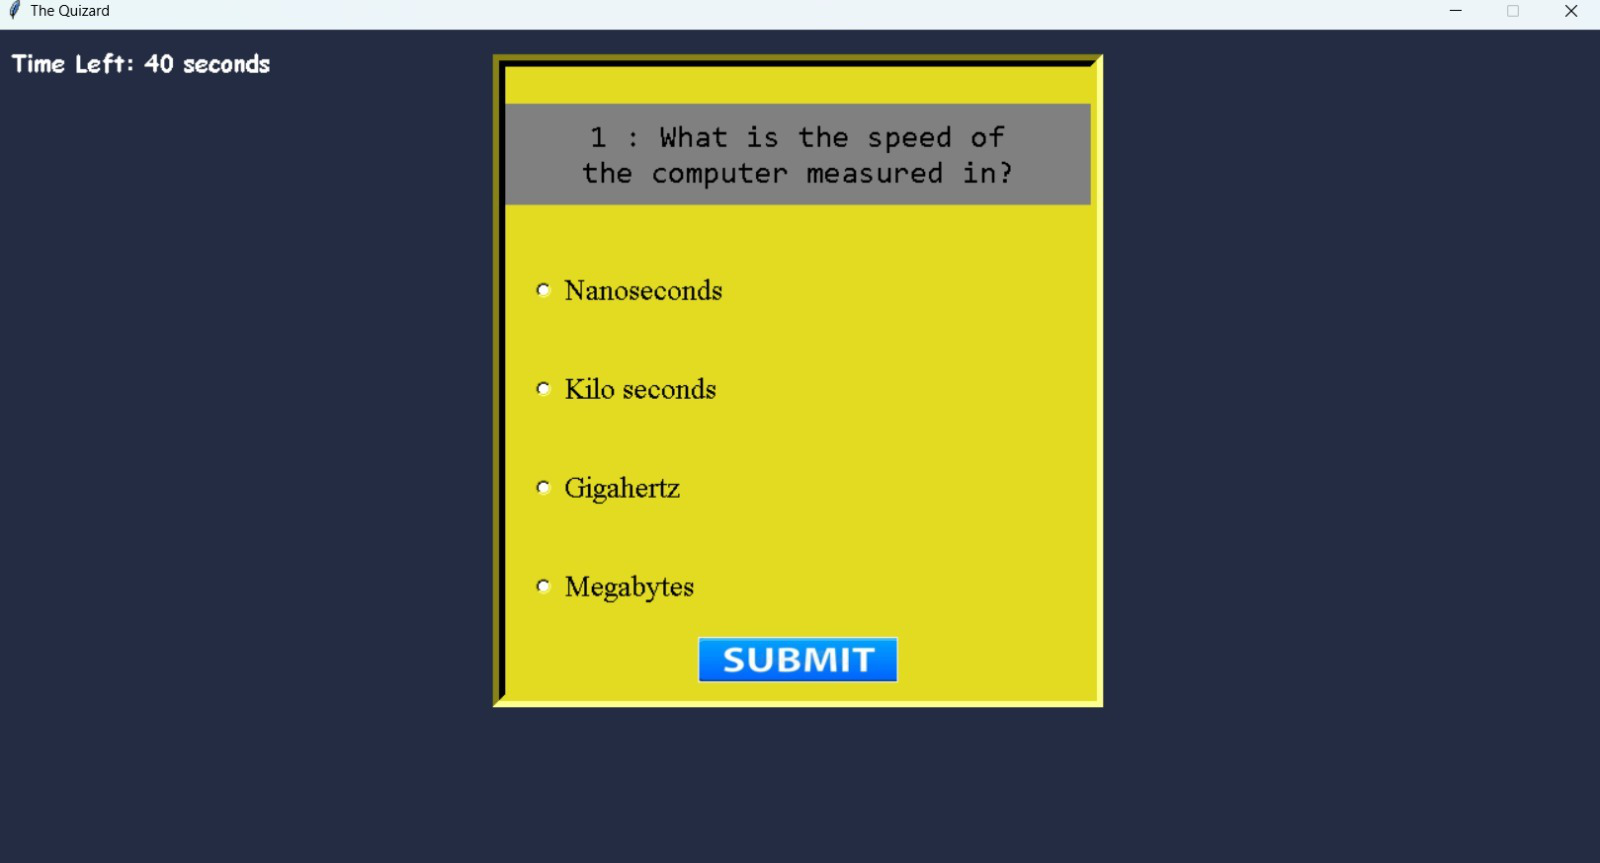 The Quizard
Time Left: 40 seconds
1 : What is the speed of
the computer measured in?
Nanoseconds
Kilo seconds
Gigahertz
Megabytes
SUBMIT